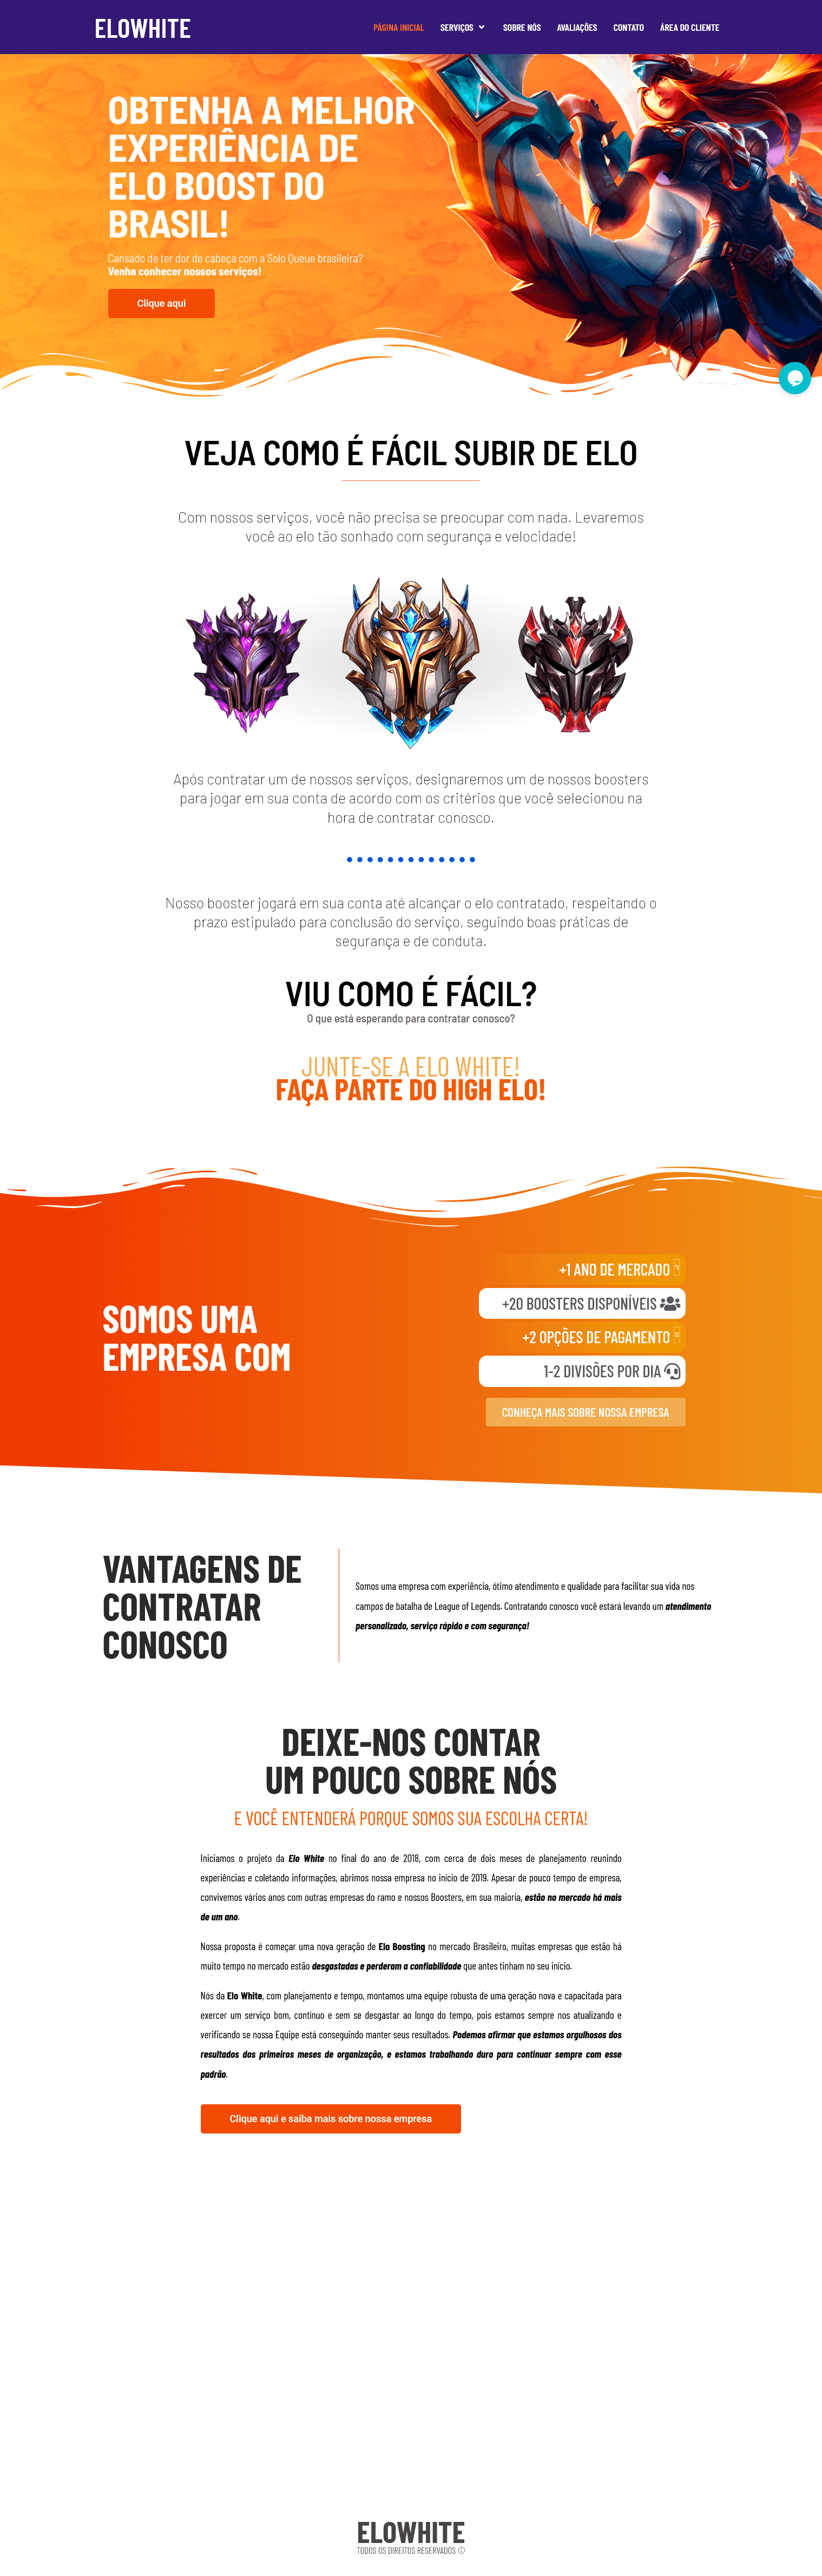 ELOWHITE
PÁGINA INICIAL SERVIÇOS SOBRE NÓS AVALIAÇÕES CONTATO ÁREA DO CLIENTE
OBTENHA A MELHOR
EXPERIÊNCIA DE
ELO BOOST DO
BRASIL!
Cansado de ter dor de cabeça com a Solo Queue brasileira?
Venha conhecer nossos serviços!
Clique aqui
VEJA COMO É FÁCIL SUBIR DE ELO
Com nossos serviços, você não precisa se preocupar com nada. Levaremos
você ao elo tão sonhado com segurança e velocidade!
Após contratar um de nossos serviços, designaremos um de nossos boosters
para jogar em sua conta de acordo com os critérios que você selecionou na
hora de contratar conosco.
Nosso booster jogará em sua conta até alcançar o elo contratado, respeitando o
prazo estipulado para conclusão do serviço, seguindo boas práticas de
segurança e de conduta.
VIU COMO É FÁCIL?
O que está esperando para contratar conosco?
JUNTE-SE A ELO WHITE!
FAÇA PARTE DO HIGH ELO!
SOMOS UMA
EMPRESA COM
+1 ANO DE MERCADO
+20 BOOSTERS DISPONÍVEIS
+2 OPÇÕES DE PAGAMENTO
1-2 DIVISÕES POR DIA
CONHEÇA MAIS SOBRE NOSSA EMPRESA
VANTAGENS DE
CONTRATAR
CONOSCO
Somos uma empresa com experiência, ótimo atendimento e qualidade para facilitar sua vida nos
campos de batalha de League of Legends. Contratando conosco você estará levando um atendimento
personalizado, serviço rápido e com segurança!
DEIXE-NOS CONTAR
UM POUCO SOBRE NÓS
E VOCÊ ENTENDERÁ PORQUE SOMOS SUA ESCOLHA CERTA!
Iniciamos o projeto da Elo White no final do ano de 2018, com cerca de dois meses de planejamento reunindo
experiências e coletando informações, abrimos nossa empresa no início de 2019. Apesar de pouco tempo de empresa,
convivemos vários anos com outras empresas do ramo e nossos Boosters, em sua maioria, estão no mercado há mais
de um ano.
Nossa proposta é começar uma nova geração de Elo Boosting no mercado Brasileiro, muitas empresas que estão há
muito tempo no mercado estão desgastadas e perderam a confiabilidade que antes tinham no seu início.
Nós da Elo White, com planejamento e tempo, montamos uma equipe robusta de uma geração nova e capacitada para
exercer um serviço bom, contínuo e sem se desgastar ao longo do tempo, pois estamos sempre nos atualizando e
verificando se nossa Equipe está conseguindo manter seus resultados. Podemos afirmar que estamos orgulhosos dos
resultados dos primeiros meses de organização, e estamos trabalhando duro para continuar sempre com esse
padrão.
Clique aqui e saiba mais sobre nossa empresa
ELOWHITE
TODOS OS DIREITOS RESERVADOS ©